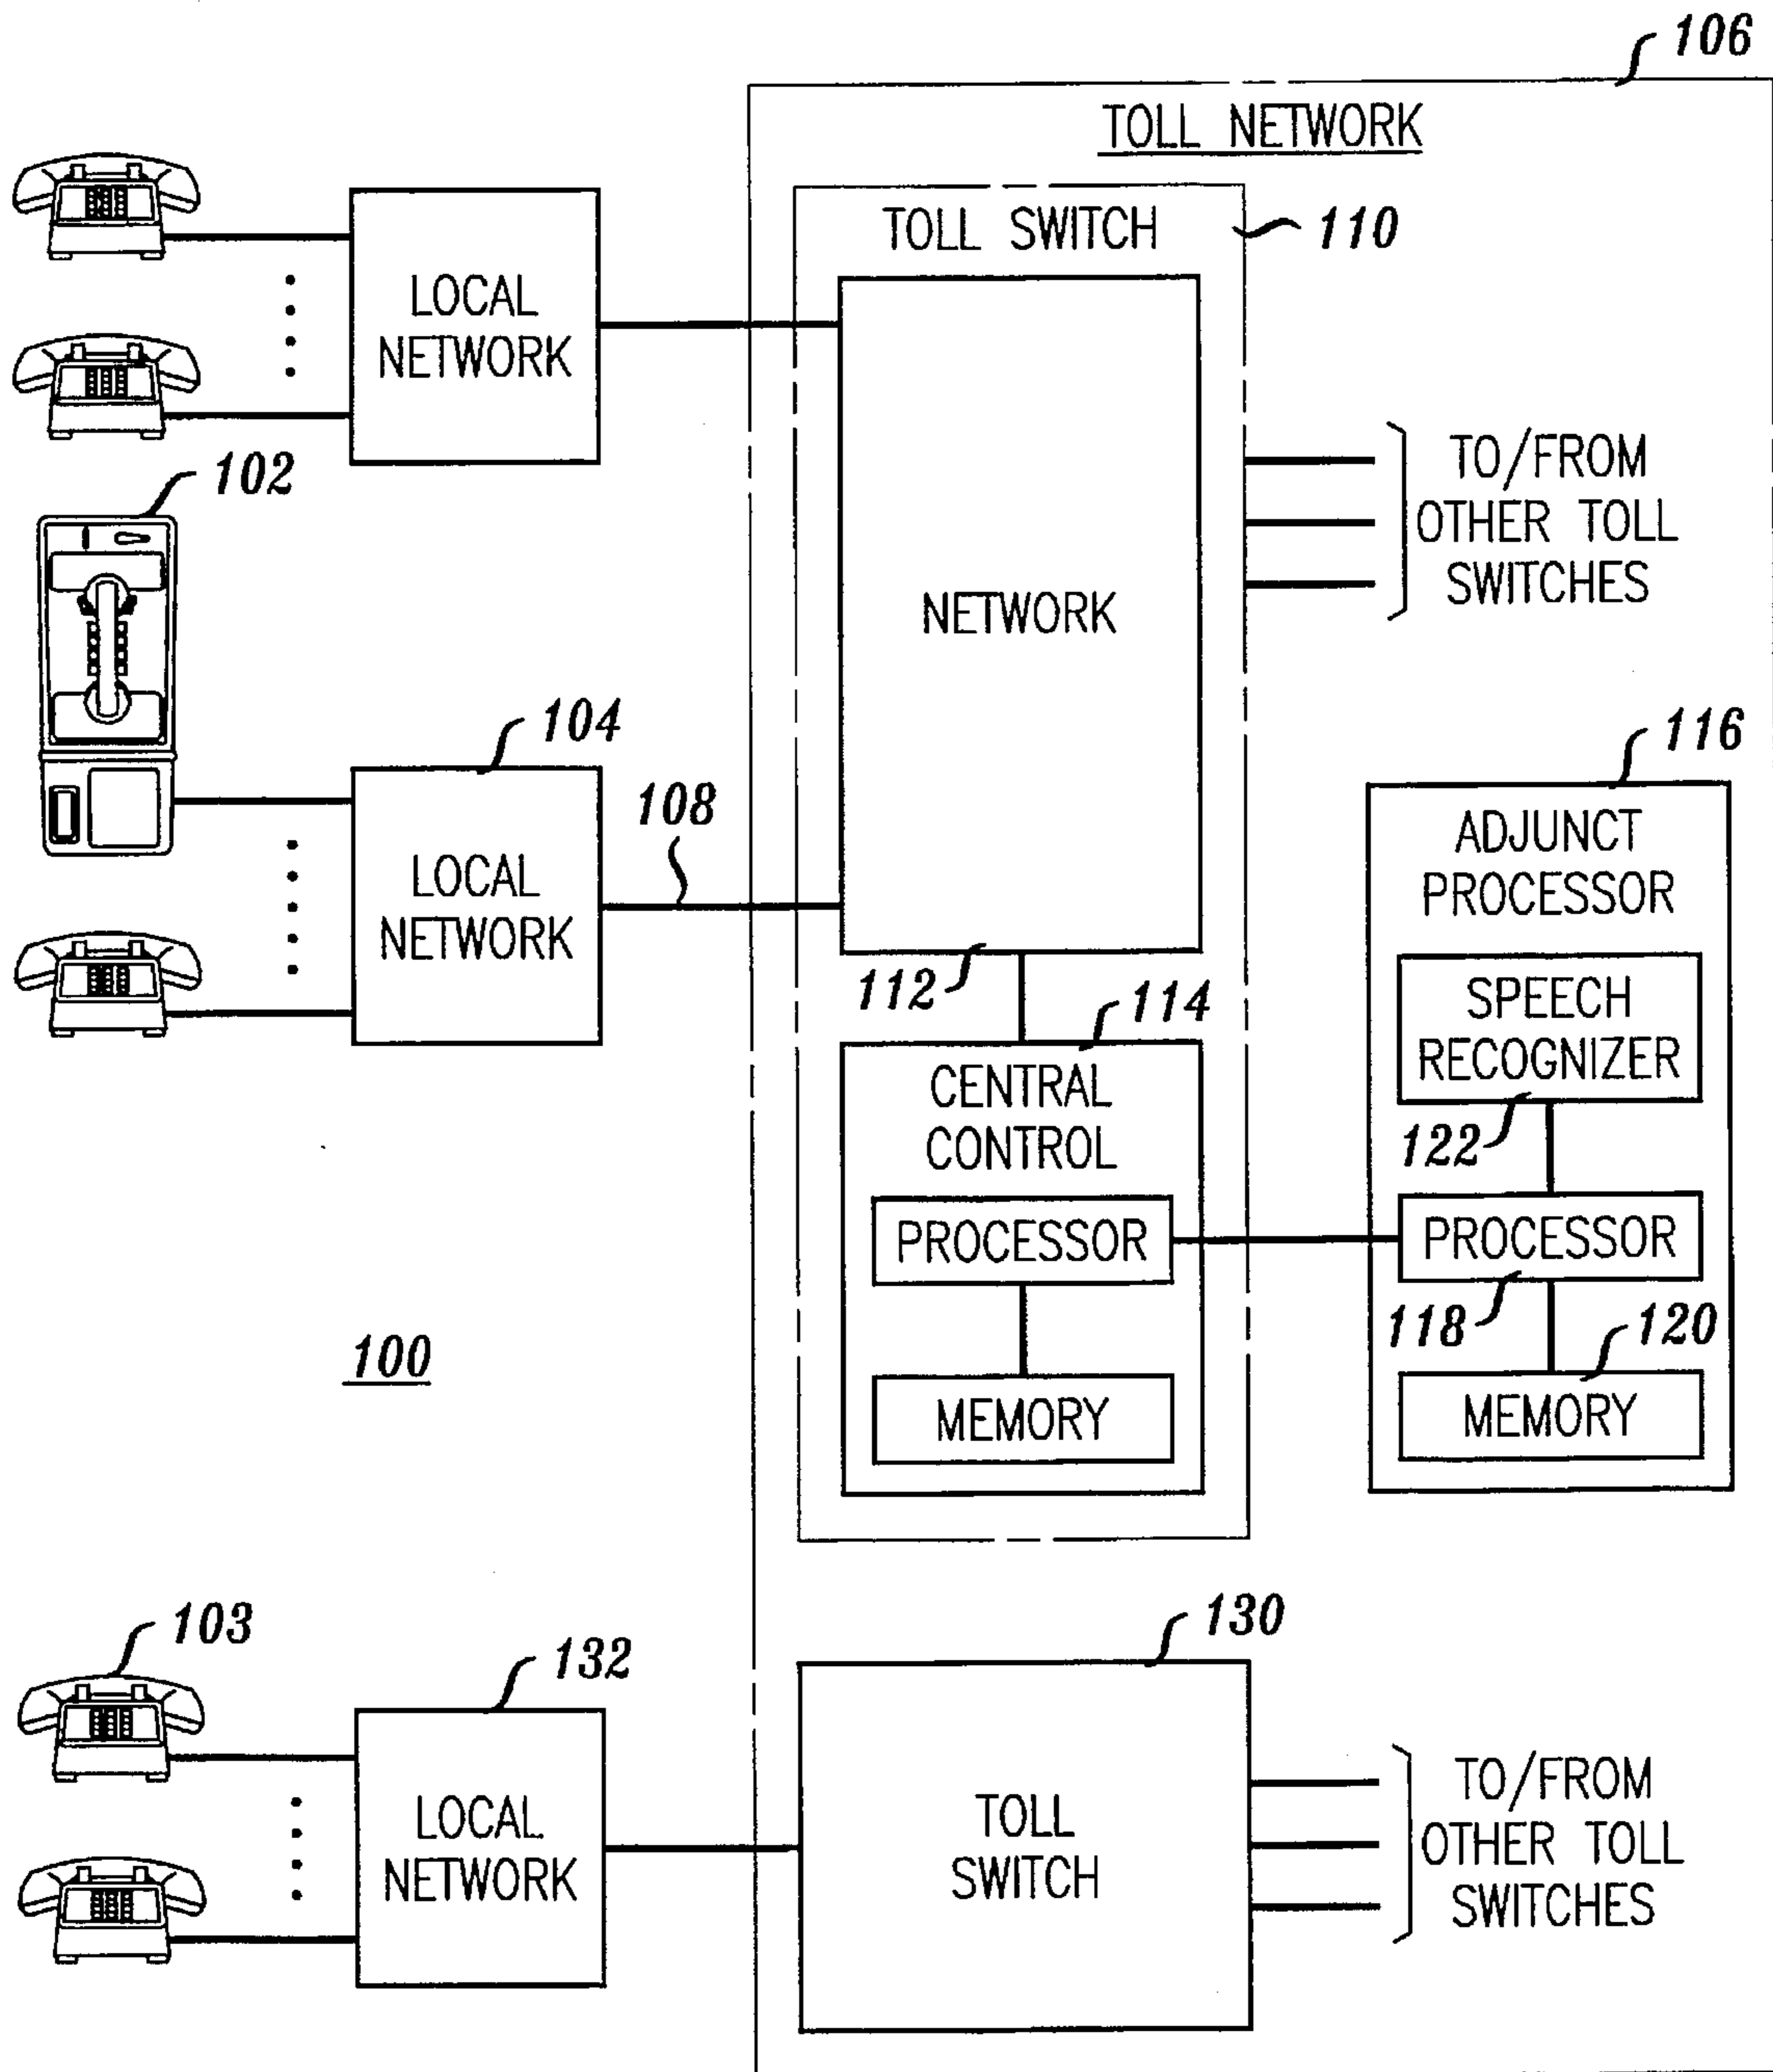 106
TOLL NETWORK
TOLL SWITCH
110
LOCAL
NETWORK
NETWORK
TO/FROM
OTHER TOLL
SWITCHES
102
104
108
LOCAL
NETWORK
112
114
CENTRAL
CONTROL
PROCESSOR
MEMORY
116
ADJUNCT
PROCESSOR
SPEECH
RECOGNIZER
122
PROCESSOR
118
120
MEMORY
100
103
132
LOCAL
NETWORK
130
TOLL
SWITCH
TO/FROM
OTHER TOLL
SWITCHES